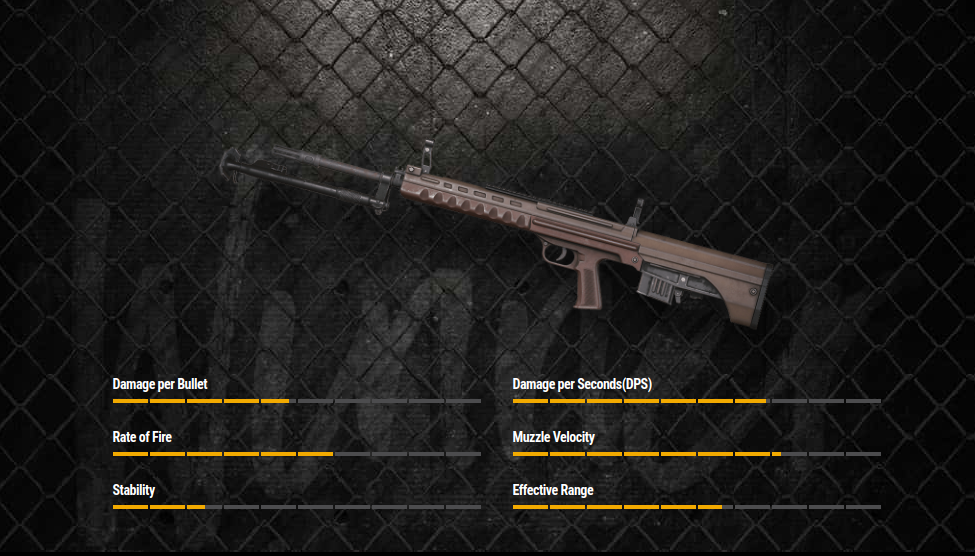 Damage per Bullet
Damage per Seconds(DPS)
Rate of Fire
Muzzle Velocity
Stability
Effective Range